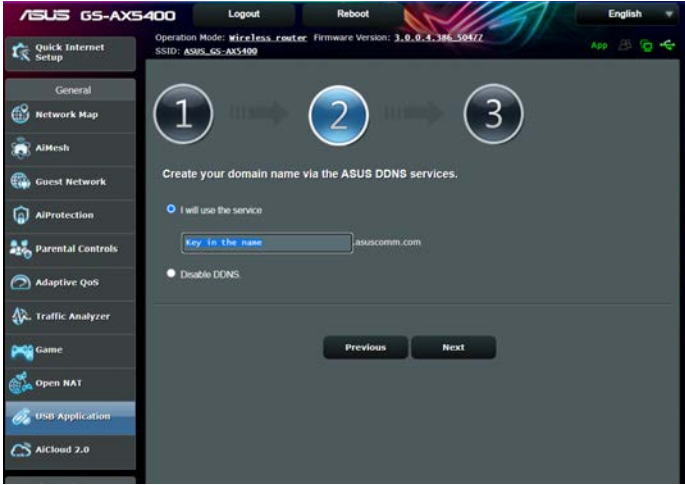 ASUS GS-AX5400 Logout Reboot English
Operation Mode: Wireless router Firmware Version: 3.0.0.4.386_50477
SSID: ASUS_GS-AX5400
App
Quick Internet
Setup
General
Network Map
AiMesh
Guest Network
AiProtection
Parental Controls
Adaptive QoS
Traffic Analyzer
Game
Open NAT
USB Application
AiCloud 2.0
1 2 3
Create your domain name via the ASUS DDNS services.
I will use the service
Key in the name .asuscomm.com
Disable DDNS.
Previous Next